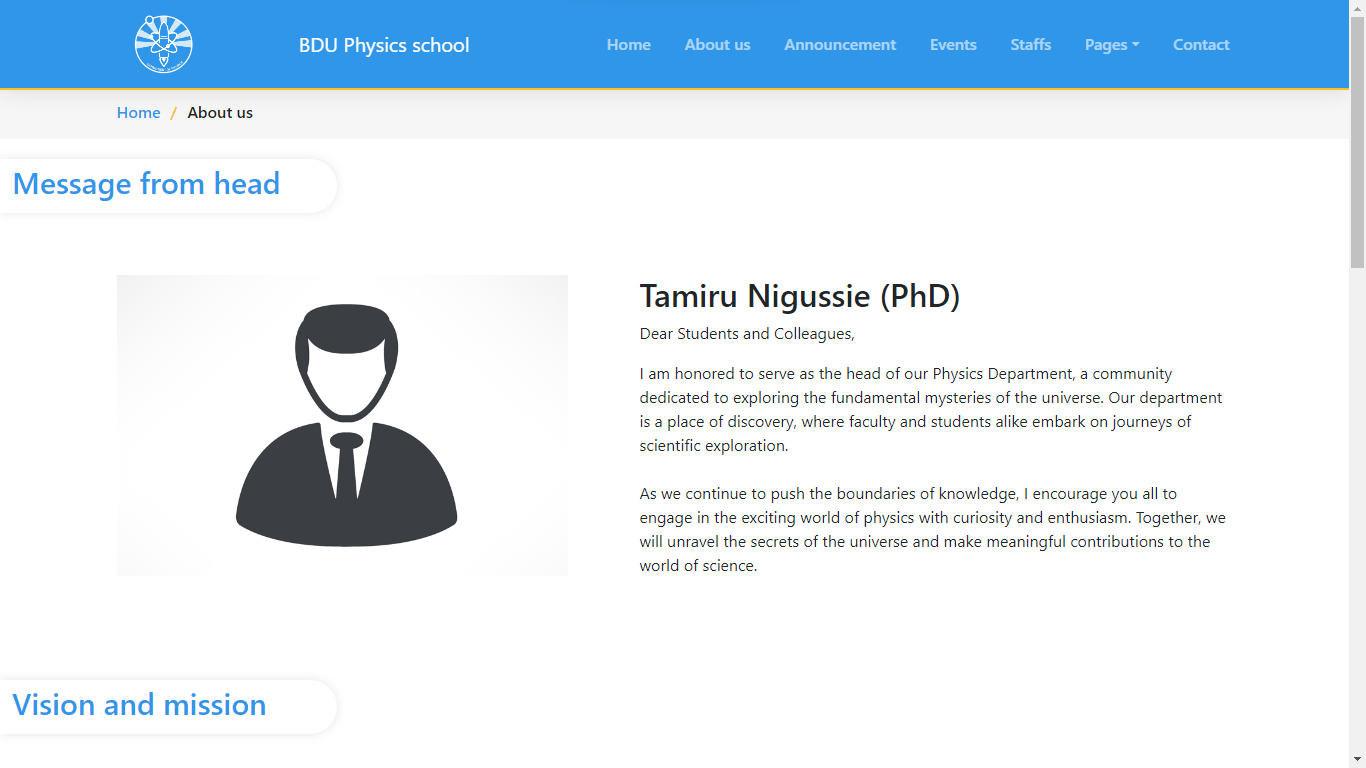 BDU Physics school
Home
About us
Announcement
Events
Staffs
Pages
Contact
Home / About us
Message from head
Tamiru Nigussie (PhD)
Dear Students and Colleagues,
I am honored to serve as the head of our Physics Department, a community
dedicated to exploring the fundamental mysteries of the universe. Our department
is a place of discovery, where faculty and students alike embark on journeys of
scientific exploration.
As we continue to push the boundaries of knowledge, I encourage you all to
engage in the exciting world of physics with curiosity and enthusiasm. Together, we
will unravel the secrets of the universe and make meaningful contributions to the
world of science.
Vision and mission